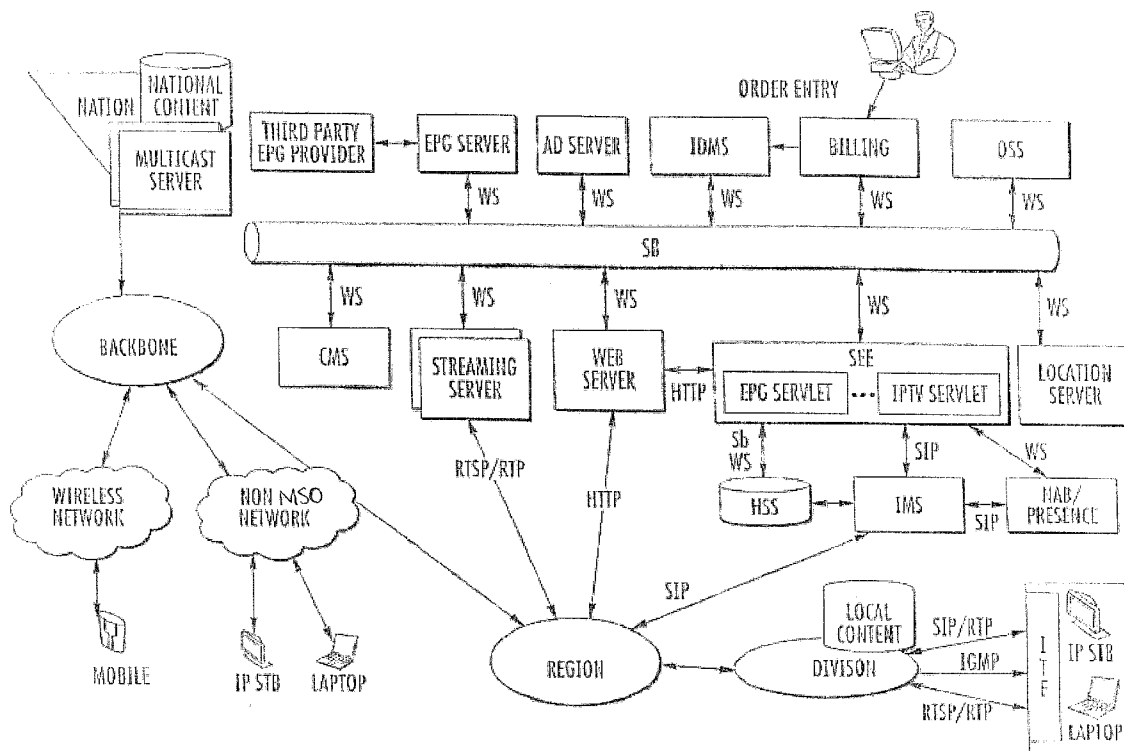 NATION
NATIONAL
CONTENT
MULTICAST
SERVER
ORDER ENTRY
THIRD PARTY
EPG PROVIDER
EPG SERVER
AD SERVER
IDMS
BILLING
OSS
WS
WS
WS
WS
WS
SB
WS
WS
WS
WS
WS
BACKBONE
CMS
STREAMING
SERVER
WEB
SERVER
HTTP
SEE
EPG SERVLET
IPTV SERVLET
LOCATION
SERVER
Sb
WS
SIP
WS
RTSP/RTP
HTTP
WIRELESS
NETWORK
NON MSO
NETWORK
HSS
IMS
SIP
NAB/
PRESENCE
SIP
LOCAL
CONTENT
REGION
DIVISON
SIP/RTP
IGMP
RTSP/RTP
ITF
IP STB
LAPTOP
MOBILE
IP STB
LAPTOP